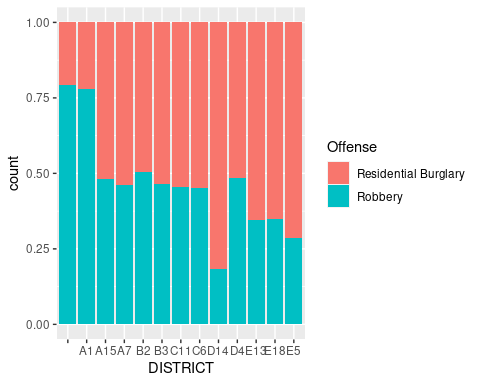 1.00
0.75
0.50
0.25
0.00
count
A1 A15 A7 B2 B3 C11 C6 D14 D4 E13 E18 E5
DISTRICT
Offense
Residential Burglary
Robbery